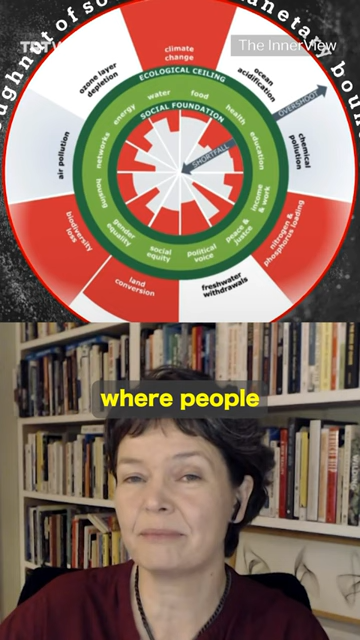 The InnerView
climate
change
ozone layer
depletion
ocean
acidification
air pollution
chemical
pollution
biodiversity
loss
nitrogen &
phosphorus loading
land
conversion
freshwater
withdrawals
ECOLOGICAL CEILING
OVERSHOOT
water
food
energy
health
networks
education
housing
income
& work
gender
equality
peace &
justice
social
equity
political
voice
SOCIAL FOUNDATION
SHORTFALL
where people